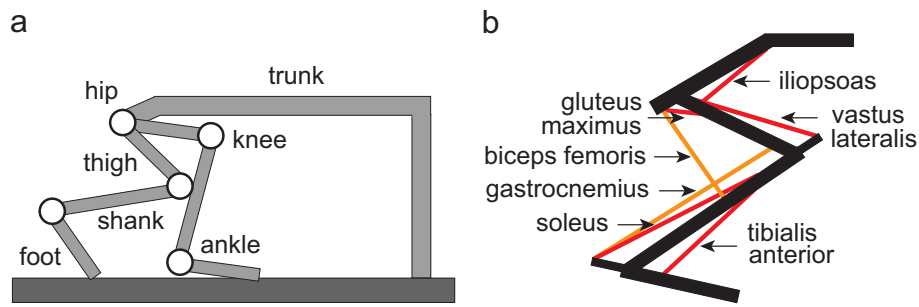 a
trunk
hip
knee
thigh
shank
foot
ankle
b
iliopsoas
gluteus
maximus
vastus
lateralis
biceps femoris
gastrocnemius
soleus
tibialis
anterior